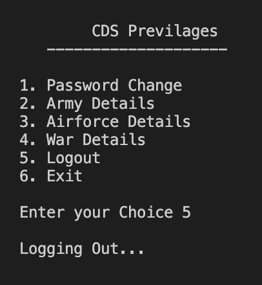 CDS Previlages
--------------------
1. Password Change
2. Army Details
3. Airforce Details
4. War Details
5. Logout
6. Exit
Enter your Choice 5
Logging Out...